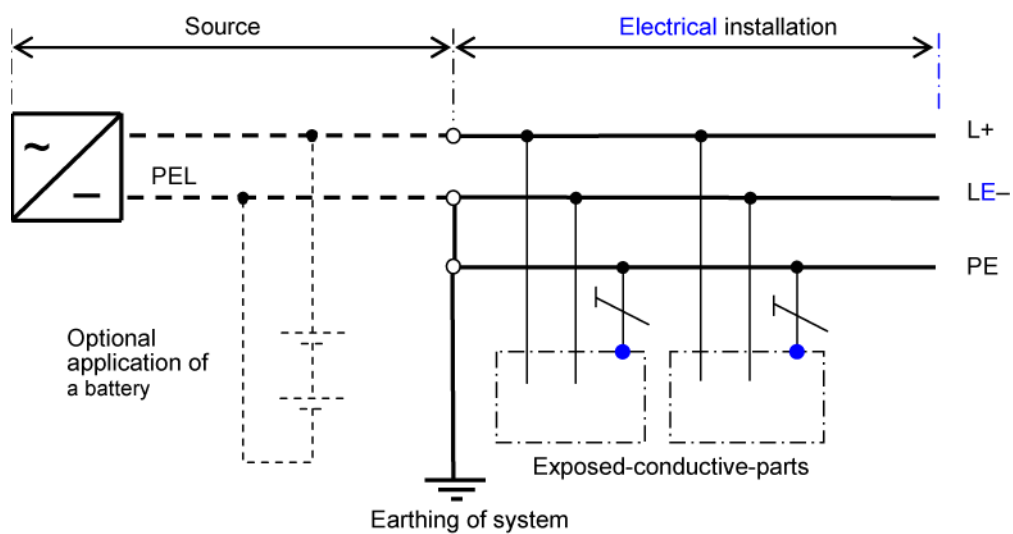 Source
Electrical installation
~
–
PEL
L+
LE–
PE
Optional
application of
a battery
Exposed-conductive-parts
Earthing of system